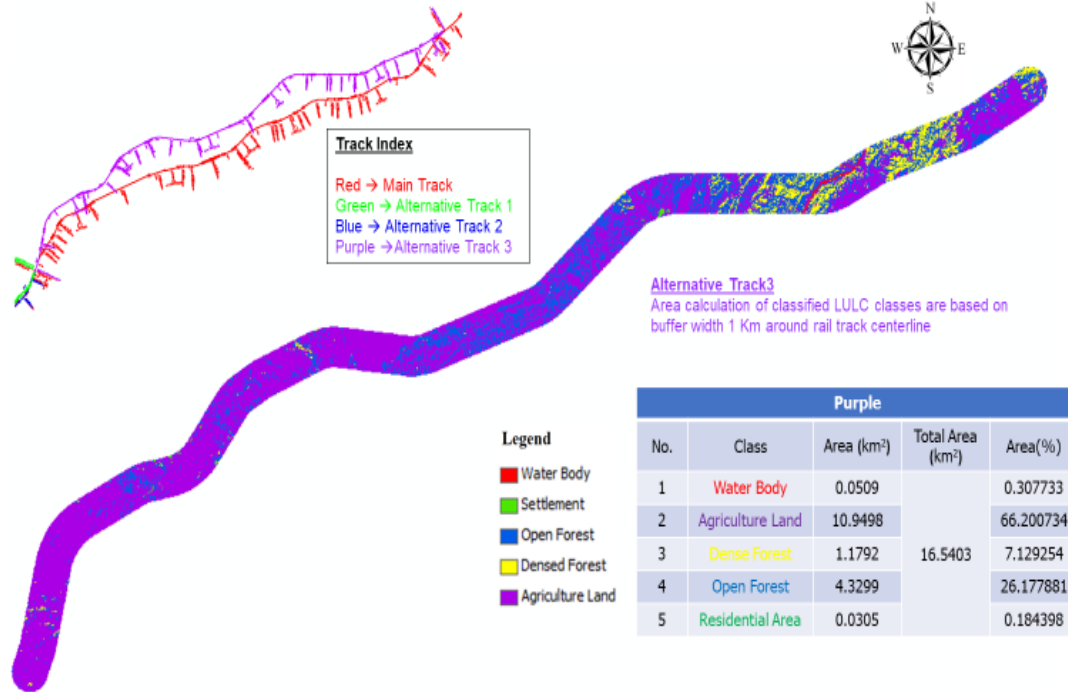 N
W
E
S
Track Index
Red → Main Track
Green → Alternative Track 1
Blue → Alternative Track 2
Purple →Alternative Track 3
Alternative Track3
Area calculation of classified LULC classes are based on
buffer width 1 Km around rail track centerline
Legend
Water Body
Settlement
Open Forest
Densed Forest
Agriculture Land
Purple
No. Class Area (km²) Total Area (km²) Area(%)
1 Water Body 0.0509 0.307733
2 Agriculture Land 10.9498 66.200734
3 Dense Forest 1.1792 16.5403 7.129254
4 Open Forest 4.3299 26.177881
5 Residential Area 0.0305 0.184398